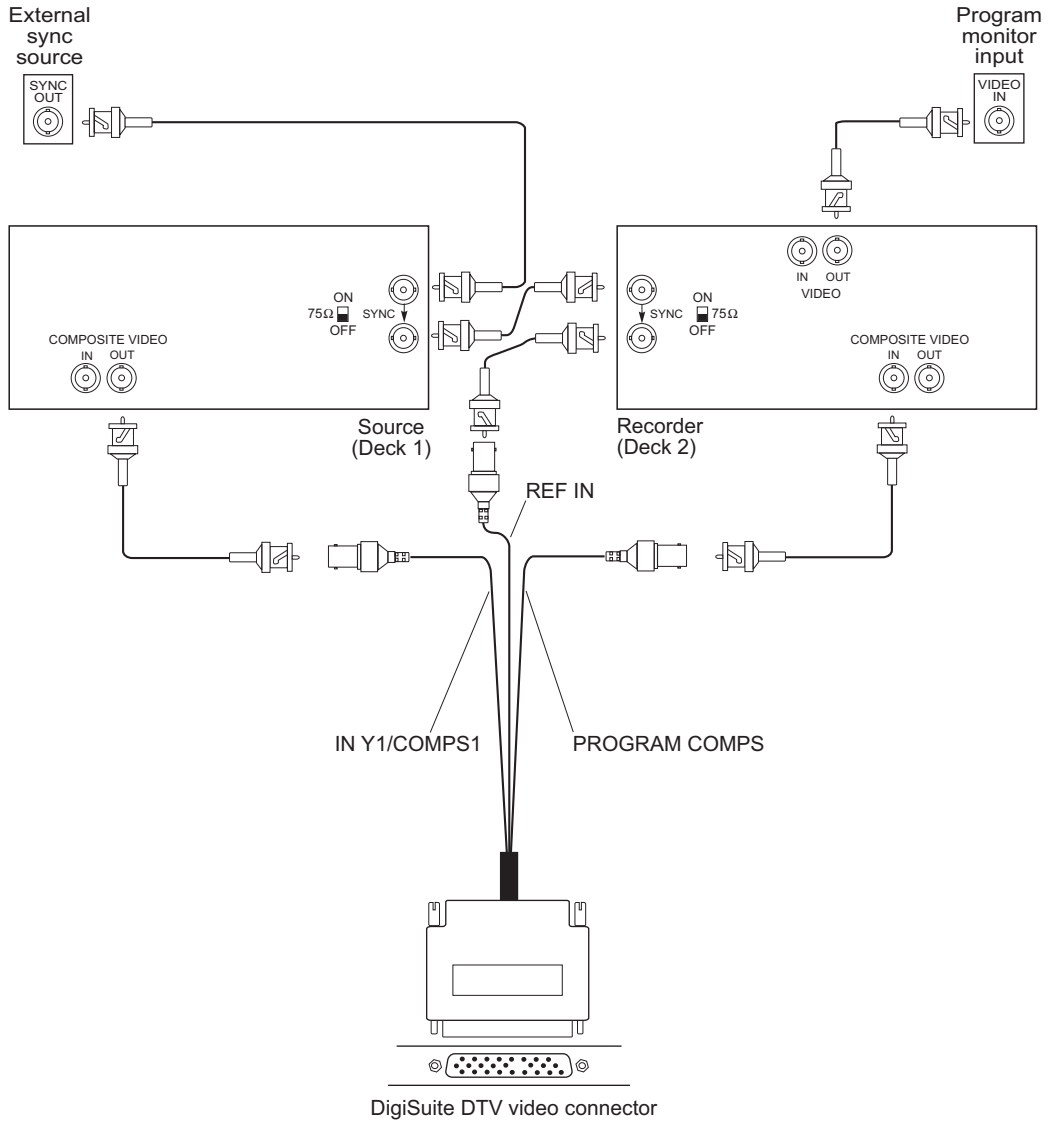 External
sync
source
SYNC
OUT
Program
monitor
input
VIDEO
IN
COMPOSITE VIDEO
IN OUT
ON
75Ω
OFF
SYNC
Source
(Deck 1)
SYNC
ON
75Ω
OFF
IN OUT
VIDEO
COMPOSITE VIDEO
IN OUT
Recorder
(Deck 2)
REF IN
IN Y1/COMPS1
PROGRAM COMPS
DigiSuite DTV video connector